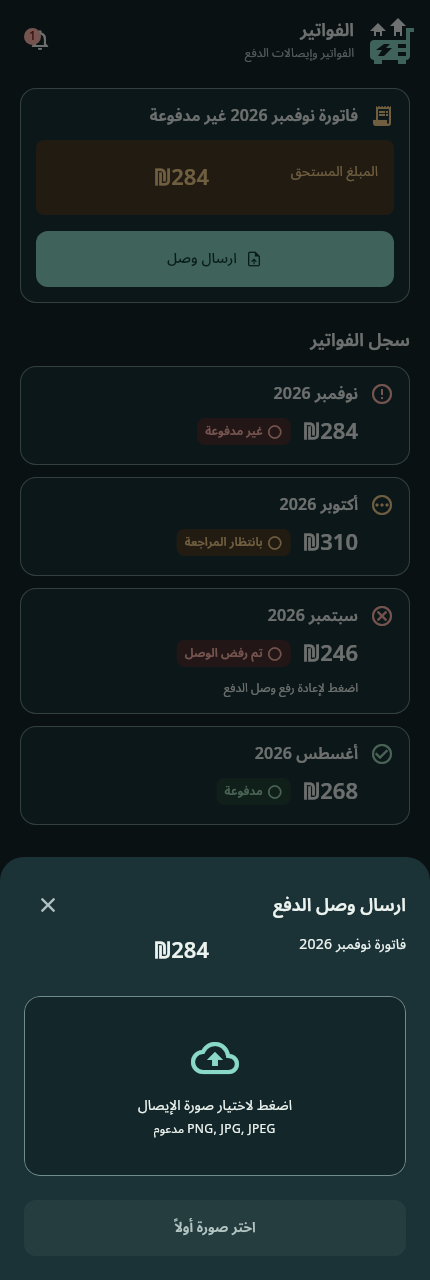 الفواتير
الفواتير وإيصالات الدفع
1
فاتورة نوفمبر 2026 غير مدفوعة
المبلغ المستحق
₪284
ارسال وصل
سجل الفواتير
نوفمبر 2026
₪284
غير مدفوعة
أكتوبر 2026
₪310
بانتظار المراجعة
سبتمبر 2026
₪246
تم رفض الوصل
اضغط لإعادة رفع وصل الدفع
أغسطس 2026
₪268
مدفوعة
ارسال وصل الدفع
فاتورة نوفمبر 2026
₪284
اضغط لاختيار صورة الإيصال
PNG, JPG, JPEG مدعوم
اختر صورة أولاً